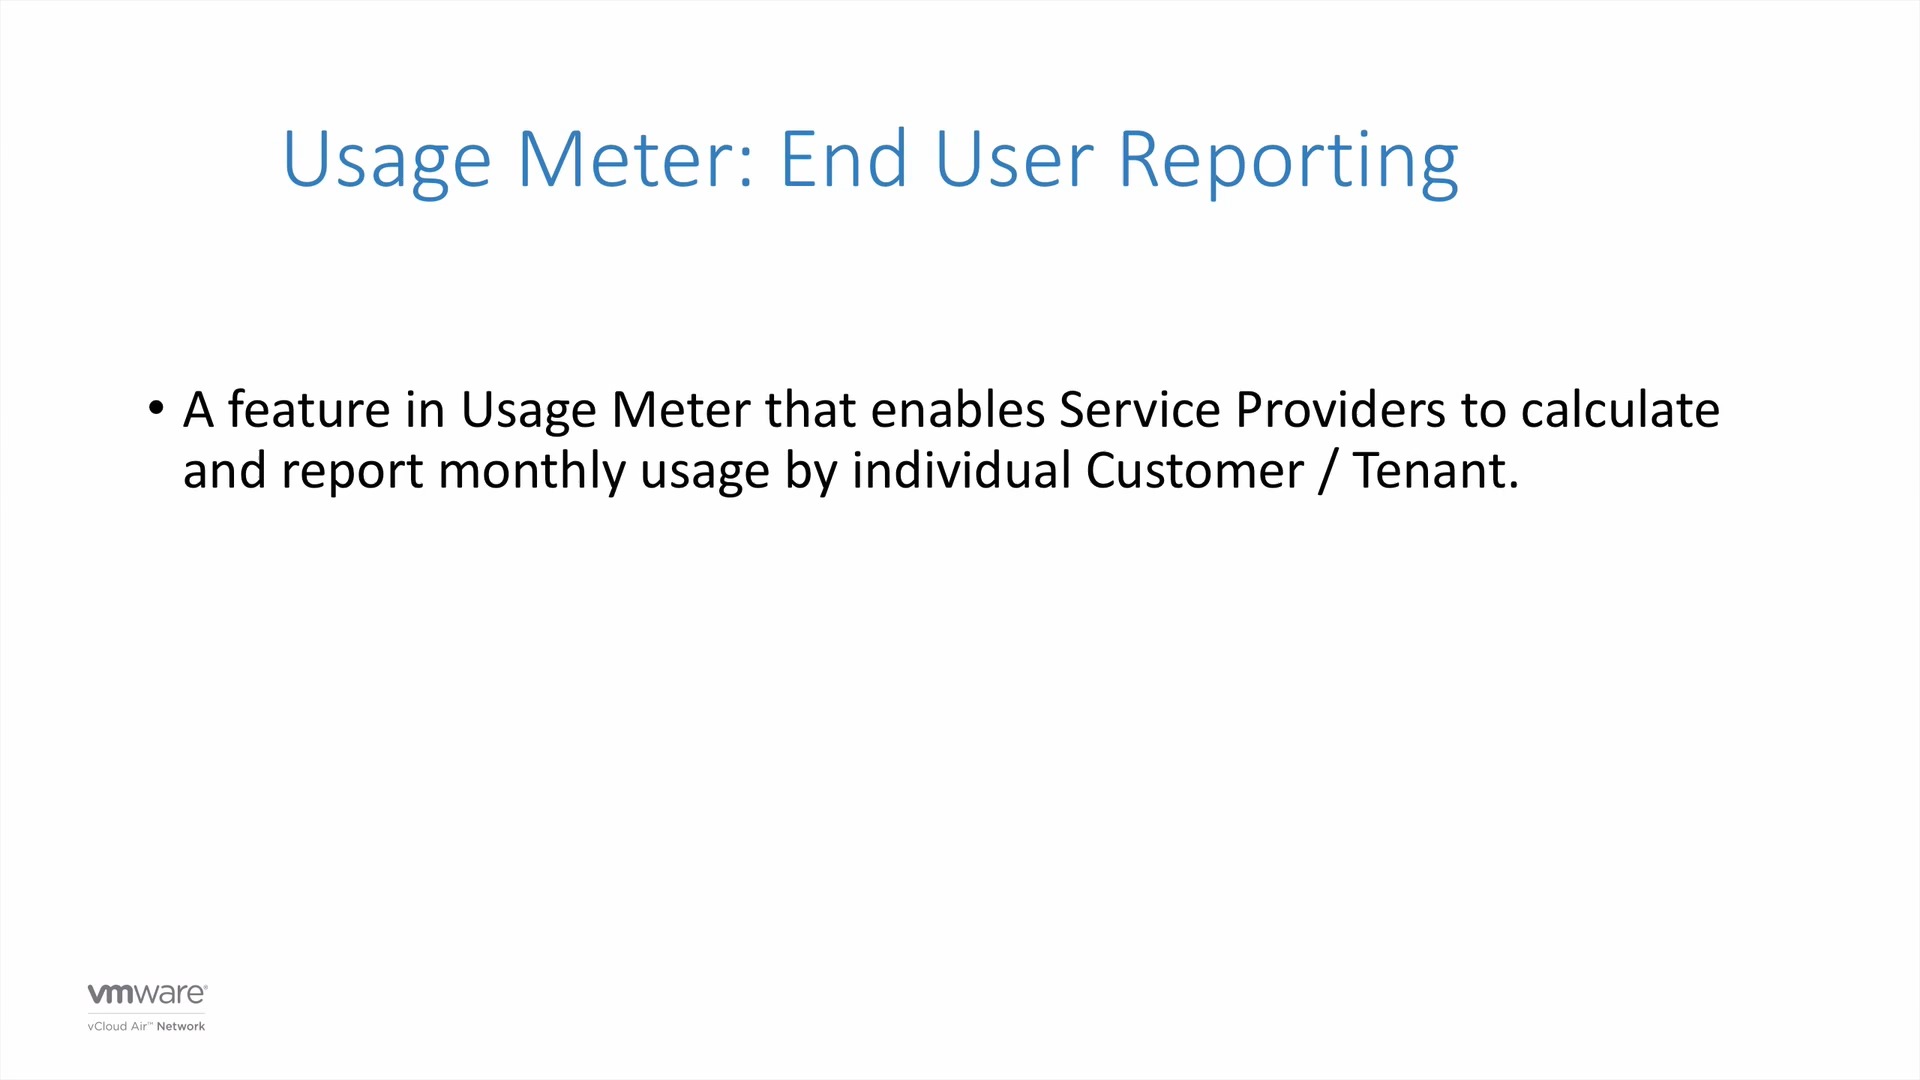 Usage Meter: End User Reporting
• A feature in Usage Meter that enables Service Providers to calculate
and report monthly usage by individual Customer / Tenant.
vmware®
vCloud Air™ Network